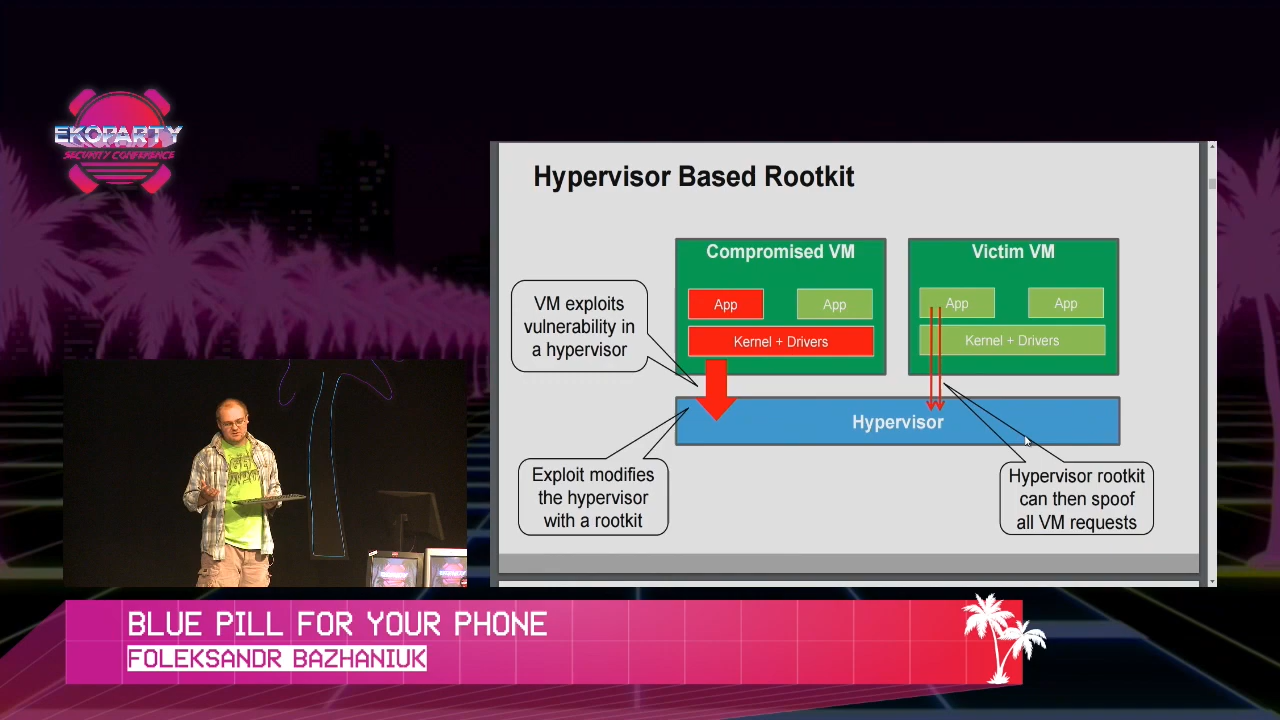 EKOPARTY
SECURITY CONFERENCE
Hypervisor Based Rootkit
Compromised VM
Victim VM
VM exploits
vulnerability in
a hypervisor
App
App
App
App
Kernel + Drivers
Kernel + Drivers
Hypervisor
Exploit modifies
the hypervisor
with a rootkit
Hypervisor rootkit
can then spoof
all VM requests
BLUE PILL FOR YOUR PHONE
FOLEKSANDR BAZHANIUK